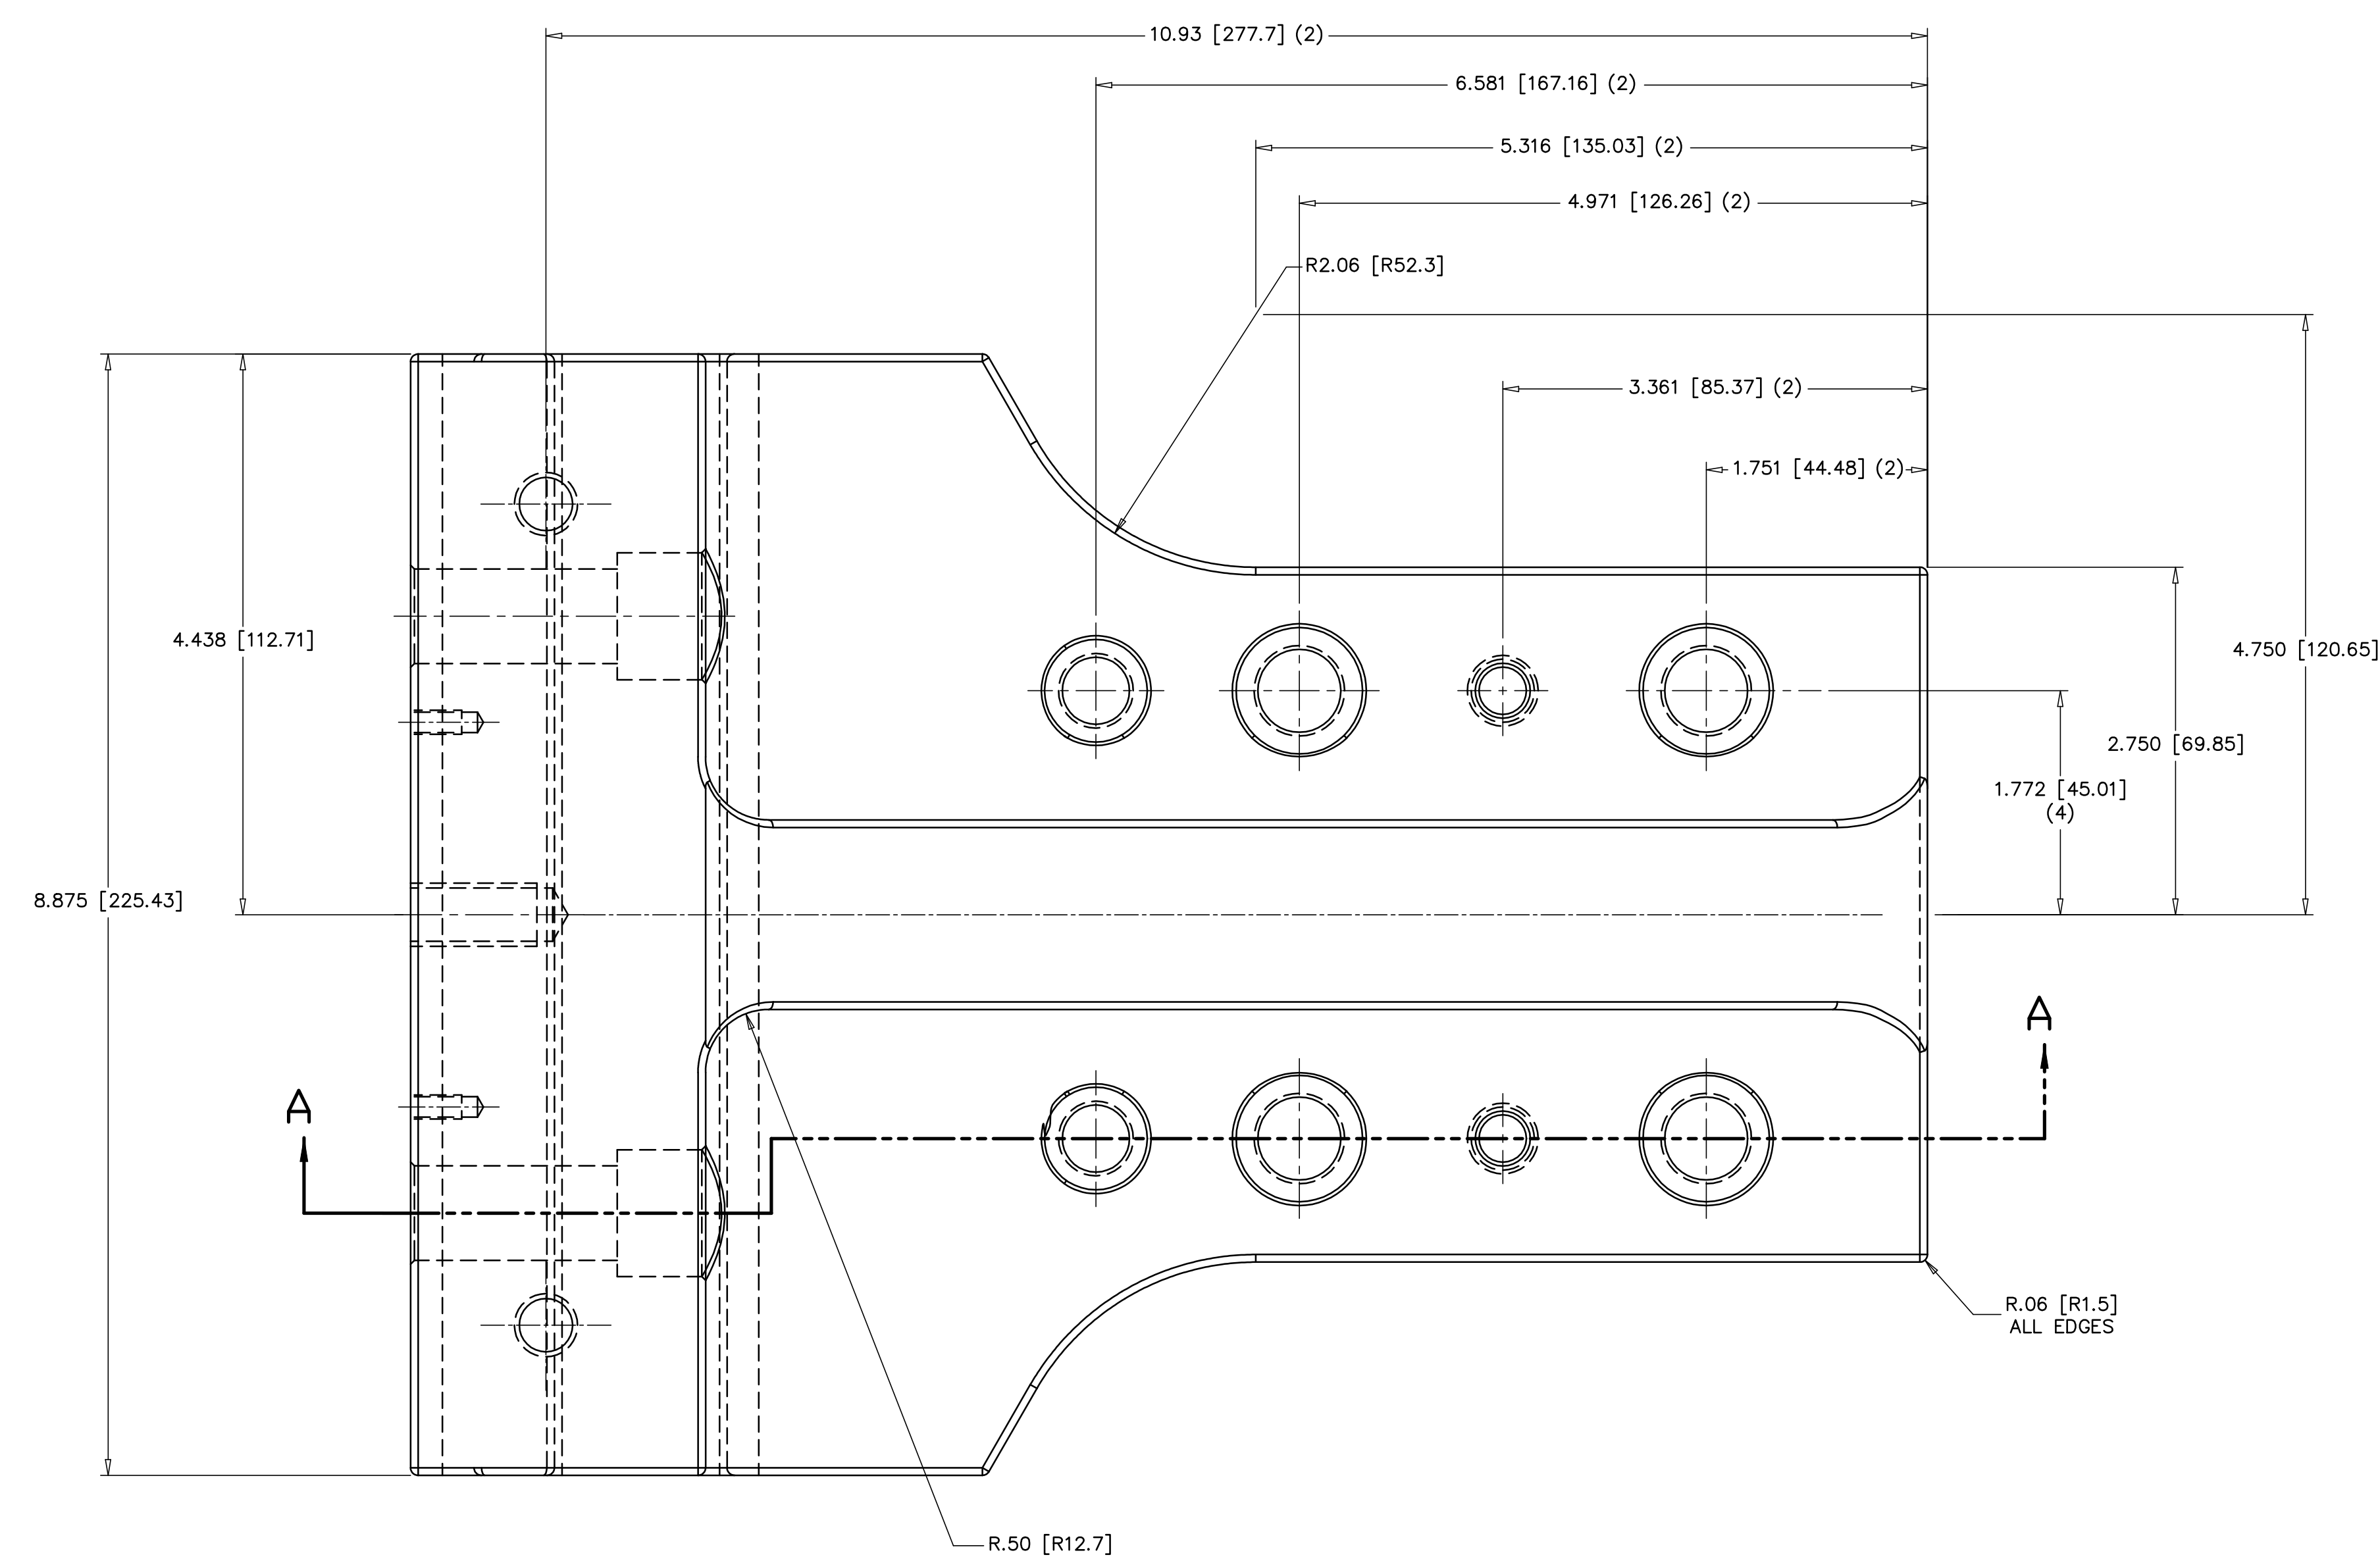 10.93 [277.7] (2)
6.581 [167.16] (2)
5.316 [135.03] (2)
4.971 [126.26] (2)
R2.06 [R52.3]
3.361 [85.37] (2)
1.751 [44.48] (2)
4.438 [112.71]
4.750 [120.65]
2.750 [69.85]
1.772 [45.01]
(4)
8.875 [225.43]
A
A
R.06 [R1.5]
ALL EDGES
R.50 [R12.7]